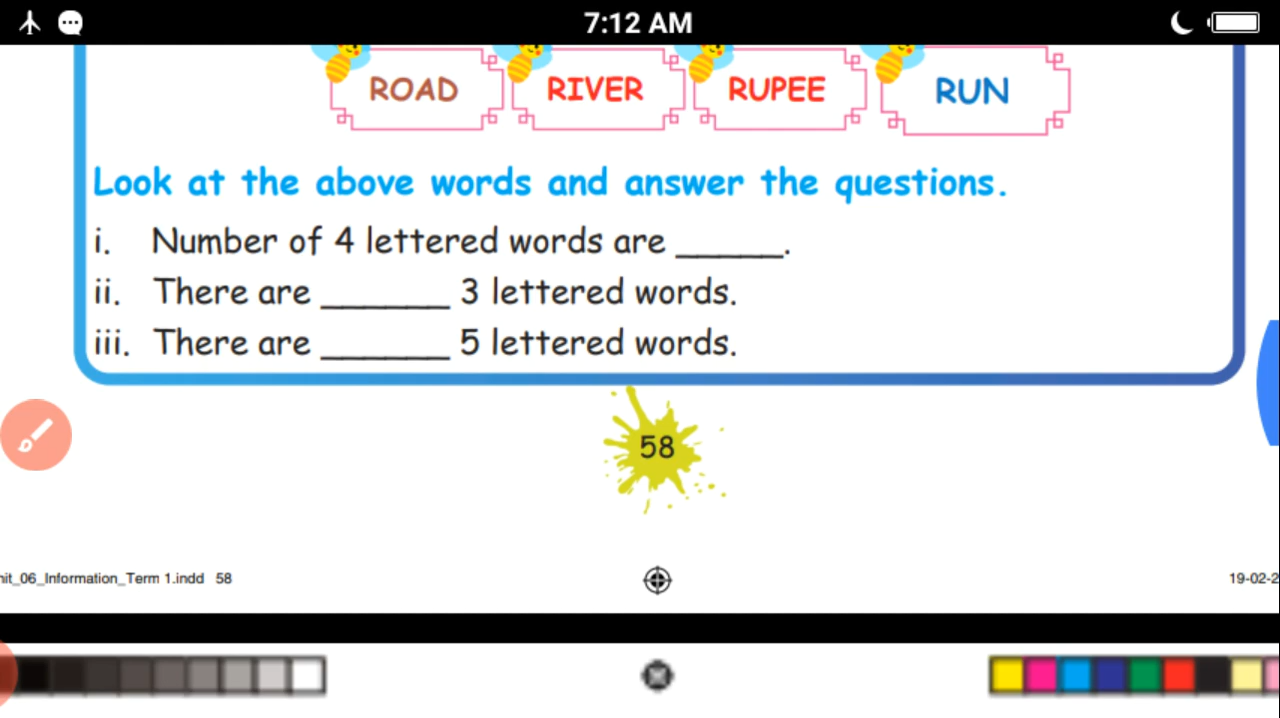 7:12 AM
ROAD RIVER RUPEE RUN
Look at the above words and answer the questions.
i. Number of 4 lettered words are _____.
ii. There are ______ 3 lettered words.
iii. There are ______ 5 lettered words.
58
nit_06_Information_Term 1.indd 58 19-02-2